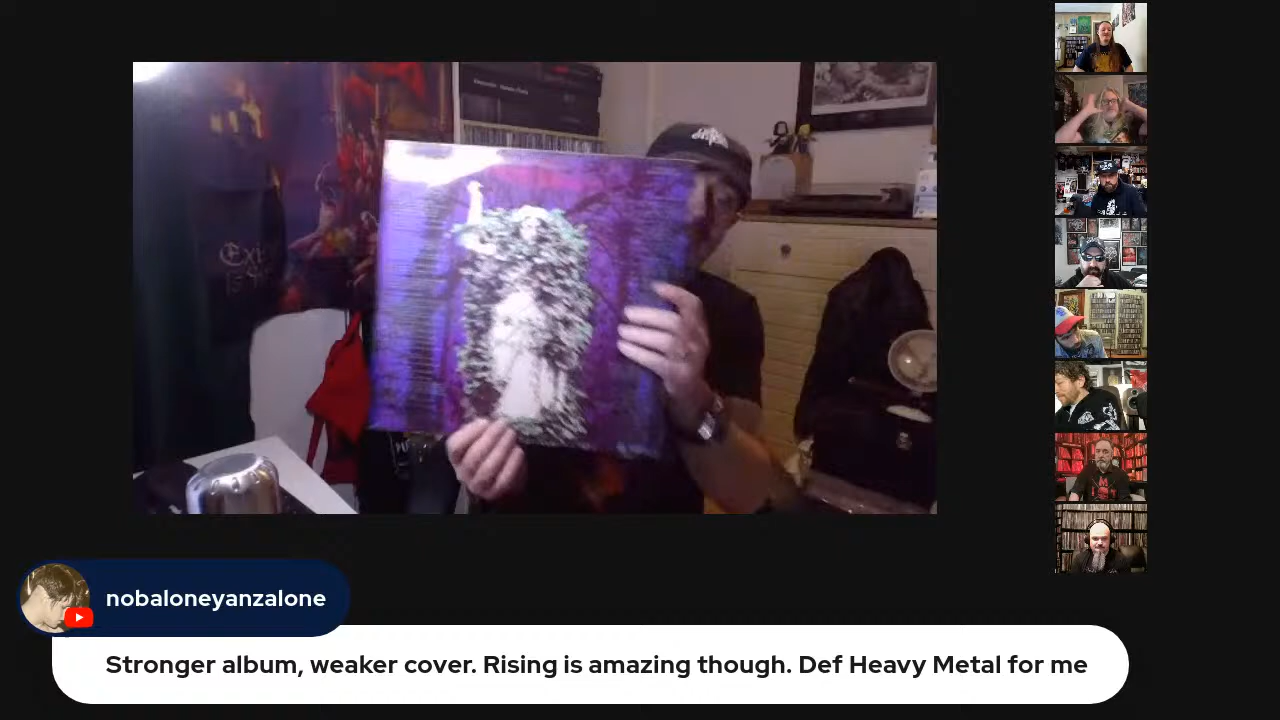 nobaloneyanzalone
Stronger album, weaker cover. Rising is amazing though. Def Heavy Metal for me